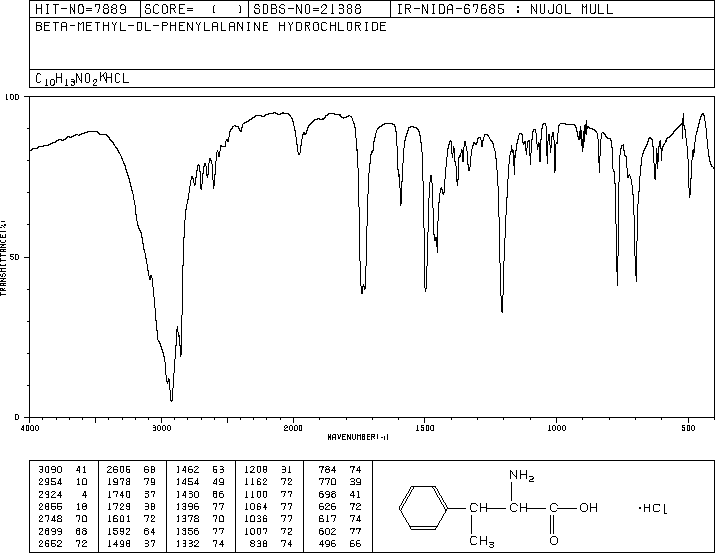 HIT-NO=7889 SCORE= ( ) SDBS-NO=21388 IR-NIDA-67685 : NUJOL MULL
BETA-METHYL-DL-PHENYLALANINE HYDROCHLORIDE
C10H13NO2KHCL
100
50
0
TRANSMITTANCE(%)
4000 3000 2000 1500 1000 500
WAVENUMBER(-1)
3090 41 2606 68 1462 53 1208 31 784 74
2954 10 1978 79 1454 49 1162 72 770 39
2924 4 1740 37 1430 66 1100 77 698 41
2855 18 1729 38 1396 77 1064 77 626 72
2748 70 1601 72 1378 70 1036 77 617 74
2699 68 1592 64 1356 77 1007 72 602 77
2652 72 1498 37 1332 74 838 74 496 66
NH2
CH CH C OH ·HCl
CH3 O